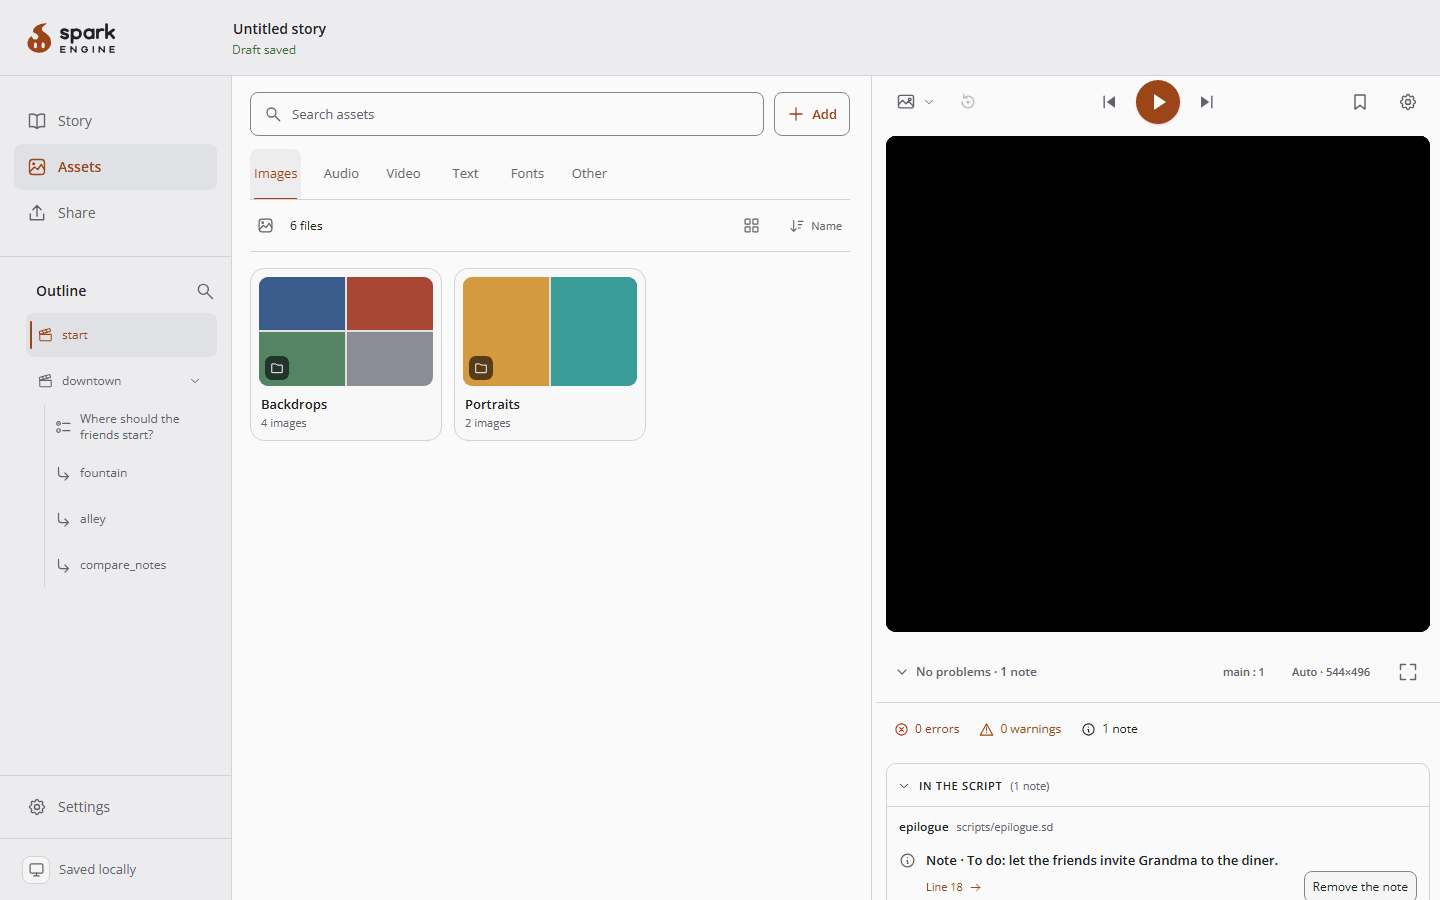 spark
ENGINE
Untitled story
Draft saved
Story
Assets
Share
Outline
start
downtown
Where should the
friends start?
fountain
alley
compare_notes
Settings
Saved locally
Search assets
Add
Images
Audio
Video
Text
Fonts
Other
6 files
Name
Backdrops
4 images
Portraits
2 images
No problems · 1 note
main : 1
Auto · 544×496
0 errors
0 warnings
1 note
IN THE SCRIPT (1 note)
epilogue scripts/epilogue.sd
Note · To do: let the friends invite Grandma to the diner.
Line 18
Remove the note